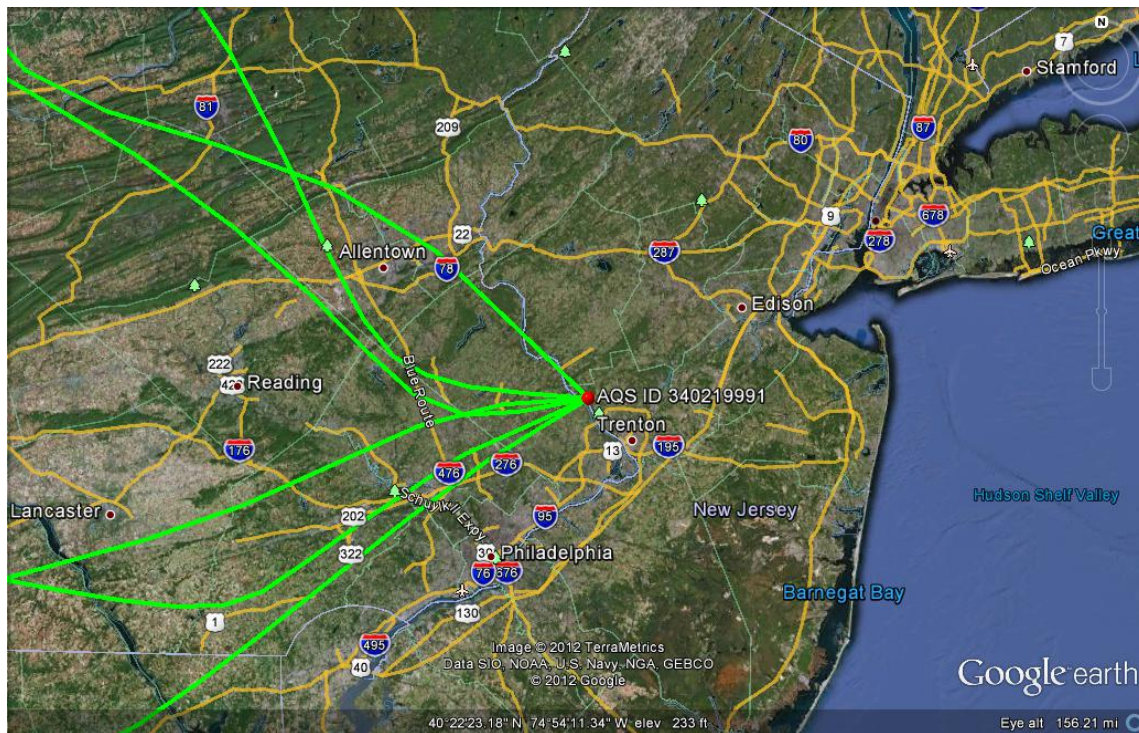 N
7
Stamford
81
209
80
87
9
678
22
278
Great
Allentown
78
287
Ocean Pkwy
Edison
222
Reading
Blue Route
AQS ID 340219991
Trenton
13
195
176
476
276
Lancaster
Schuylkill Expy
202
95
New Jersey
Hudson Shelf Valley
322
30
Philadelphia
76
676
Barnegat Bay
1
130
495
40
Image © 2012 TerraMetrics
Data SIO, NOAA, U.S. Navy, NGA, GEBCO
© 2012 Google
Google earth
40°22'23.18" N 74°54'11.34" W elev 233 ft
Eye alt 156.21 mi